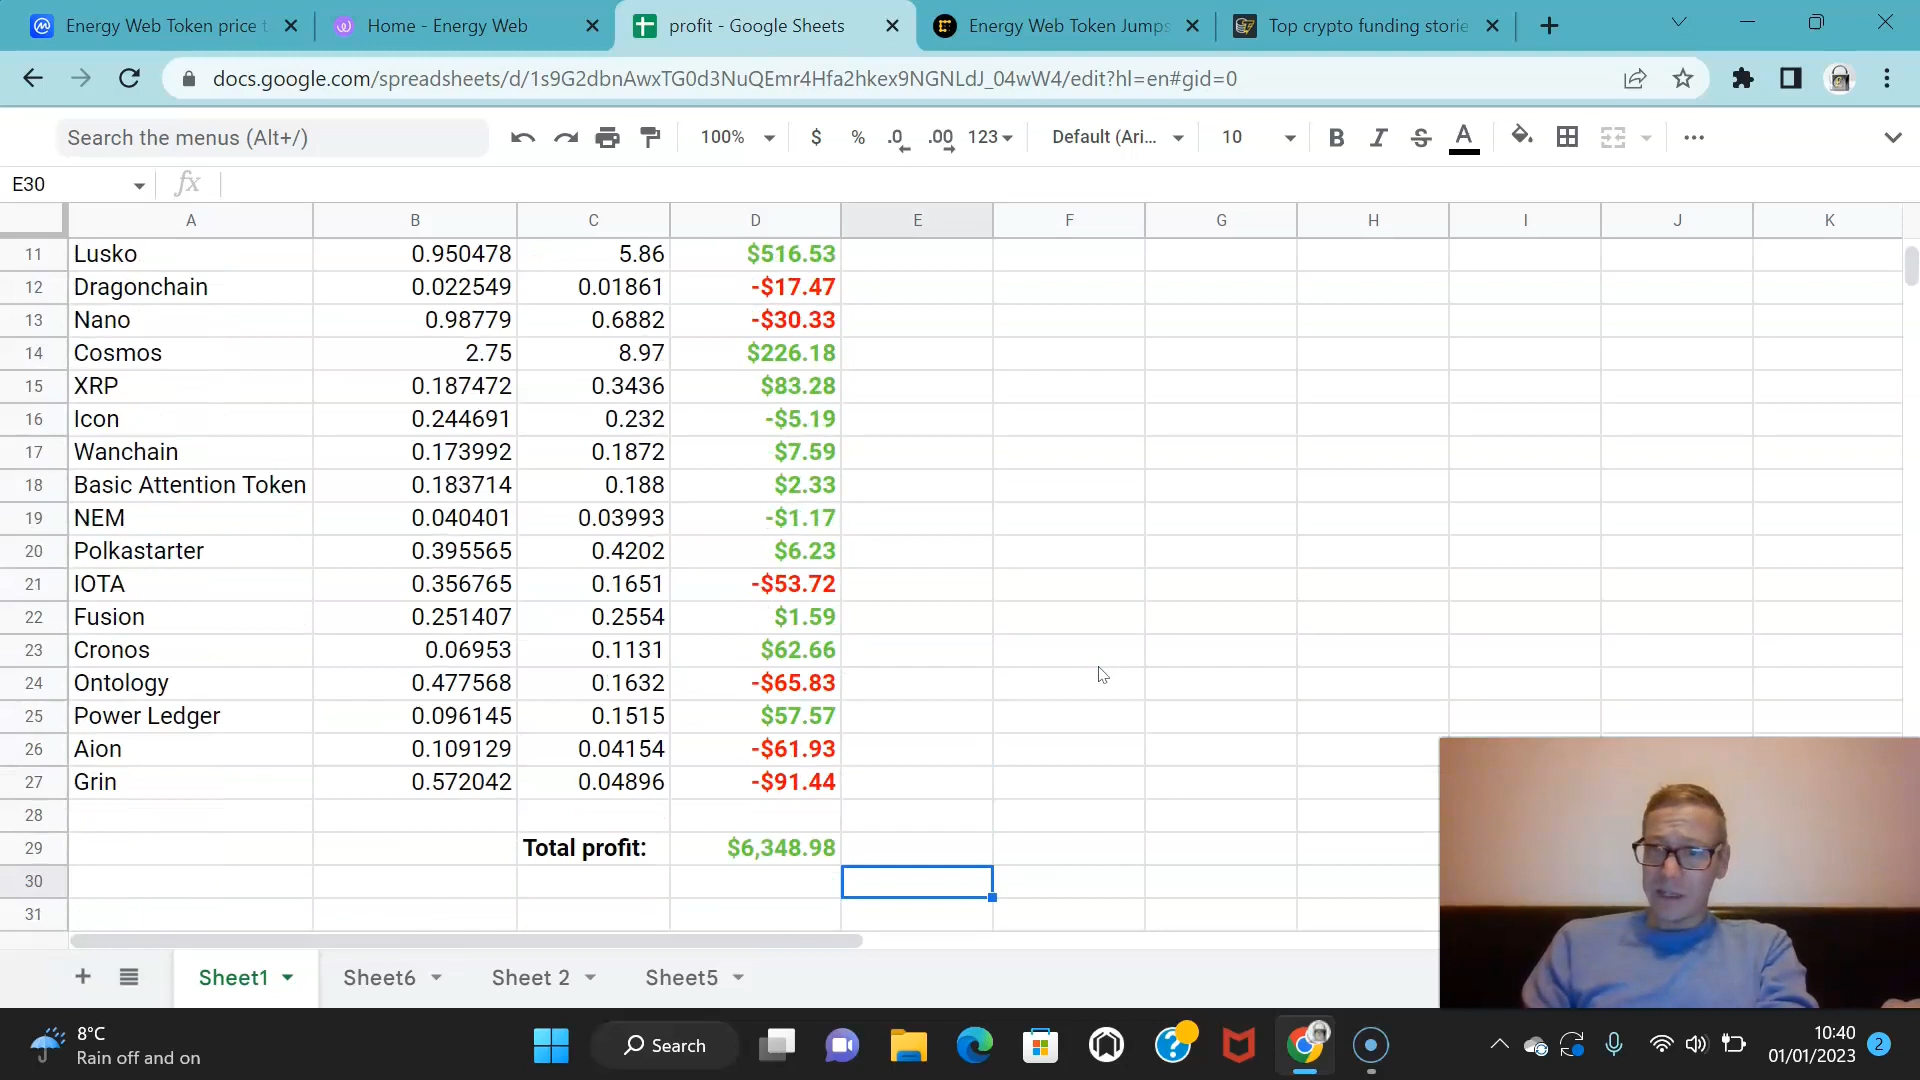 Energy Web Token price t
Home - Energy Web
profit - Google Sheets
Energy Web Token Jumps
Top crypto funding storie
docs.google.com/spreadsheets/d/1s9G2dbnAwxTG0d3NuQEmr4Hfa2hkex9NGNLdJ_04wW4/edit?hl=en#gid=0
Search the menus (Alt+/)
100%
$
%
.0
.00
123
Default (Ari...
10
B
I
S
A
E30
fx
A B C D E F G H I J K
11 Lusko 0.950478 5.86 $516.53
12 Dragonchain 0.022549 0.01861 -$17.47
13 Nano 0.98779 0.6882 -$30.33
14 Cosmos 2.75 8.97 $226.18
15 XRP 0.187472 0.3436 $83.28
16 Icon 0.244691 0.232 -$5.19
17 Wanchain 0.173992 0.1872 $7.59
18 Basic Attention Token 0.183714 0.188 $2.33
19 NEM 0.040401 0.03993 -$1.17
20 Polkastarter 0.395565 0.4202 $6.23
21 IOTA 0.356765 0.1651 -$53.72
22 Fusion 0.251407 0.2554 $1.59
23 Cronos 0.06953 0.1131 $62.66
24 Ontology 0.477568 0.1632 -$65.83
25 Power Ledger 0.096145 0.1515 $57.57
26 Aion 0.109129 0.04154 -$61.93
27 Grin 0.572042 0.04896 -$91.44
28
29 Total profit: $6,348.98
30
31
Sheet1
Sheet6
Sheet 2
Sheet5
8°C
Rain off and on
Search
10:40
01/01/2023
2